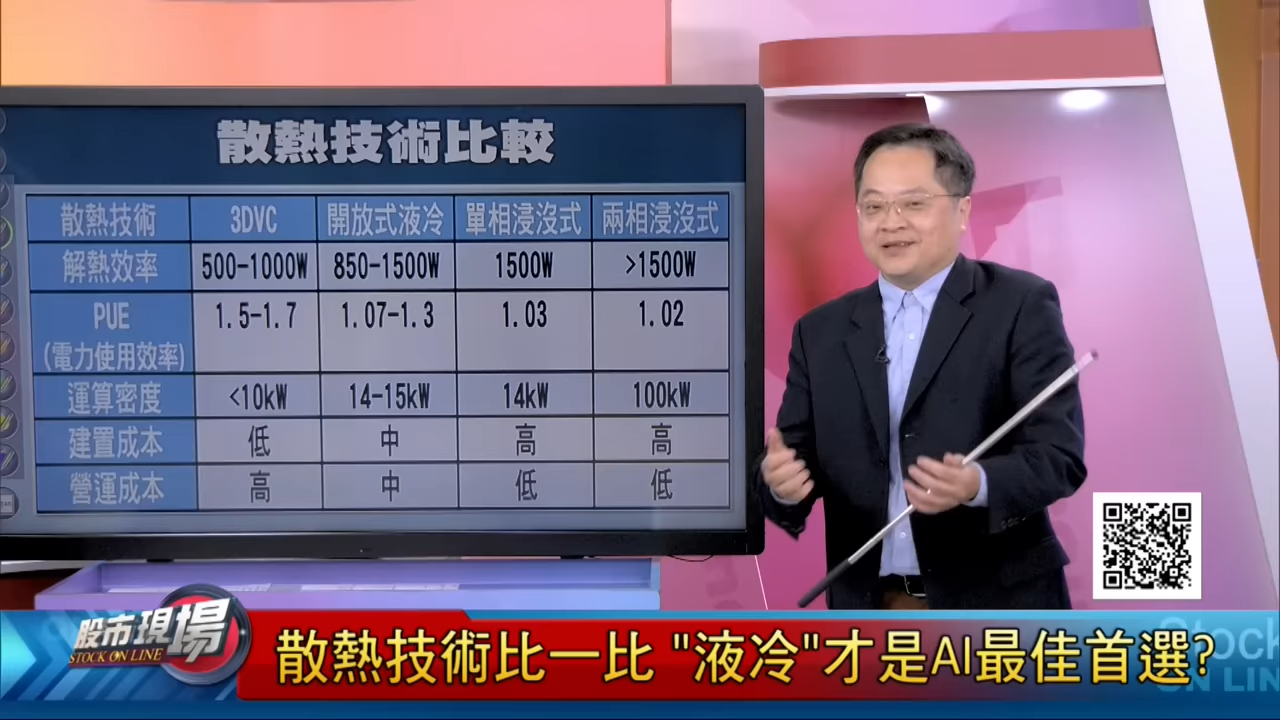 散熱技術比較
散熱技術 3DVC 開放式液冷 單相浸沒式 兩相浸沒式
解熱效率 500-1000W 850-1500W 1500W >1500W
PUE 1.5-1.7 1.07-1.3 1.03 1.02
(電力使用效率)
運算密度 <10kW 14-15kW 14kW 100kW
建置成本 低 中 高 高
營運成本 高 中 低 低
股市現場
STOCK ON LINE
散熱技術比一比 "液冷"才是AI最佳首選?
Stock
ON LIN